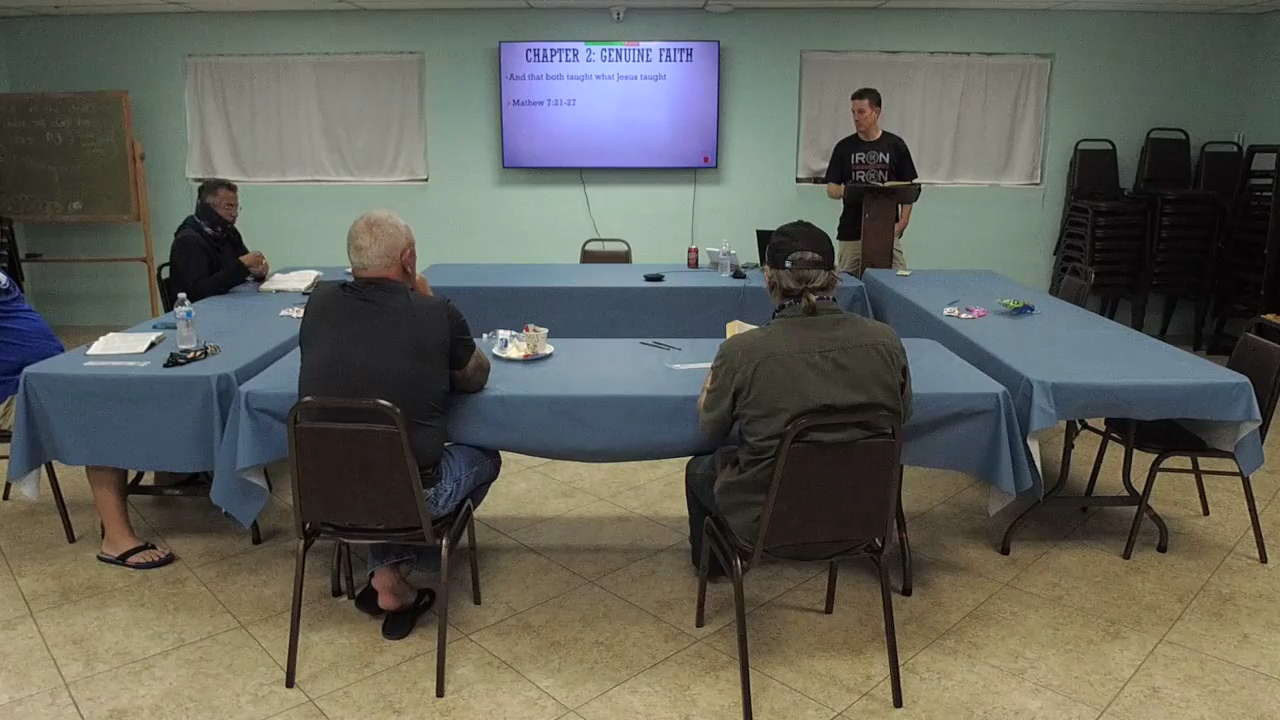 CHAPTER 2: GENUINE FAITH
And that both taught what Jesus taught
Mathew 7:21-27
IRON
IRON